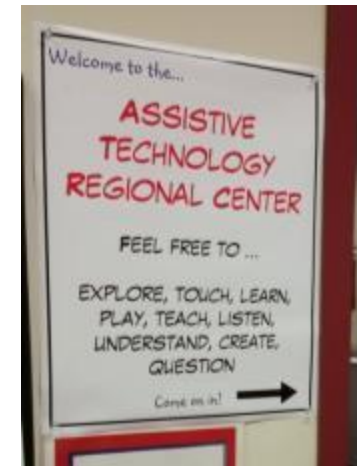 Welcome to the...
ASSISTIVE
TECHNOLOGY
REGIONAL CENTER
FEEL FREE TO ...
EXPLORE, TOUCH, LEARN,
PLAY, TEACH, LISTEN,
UNDERSTAND, CREATE,
QUESTION
Come on in!